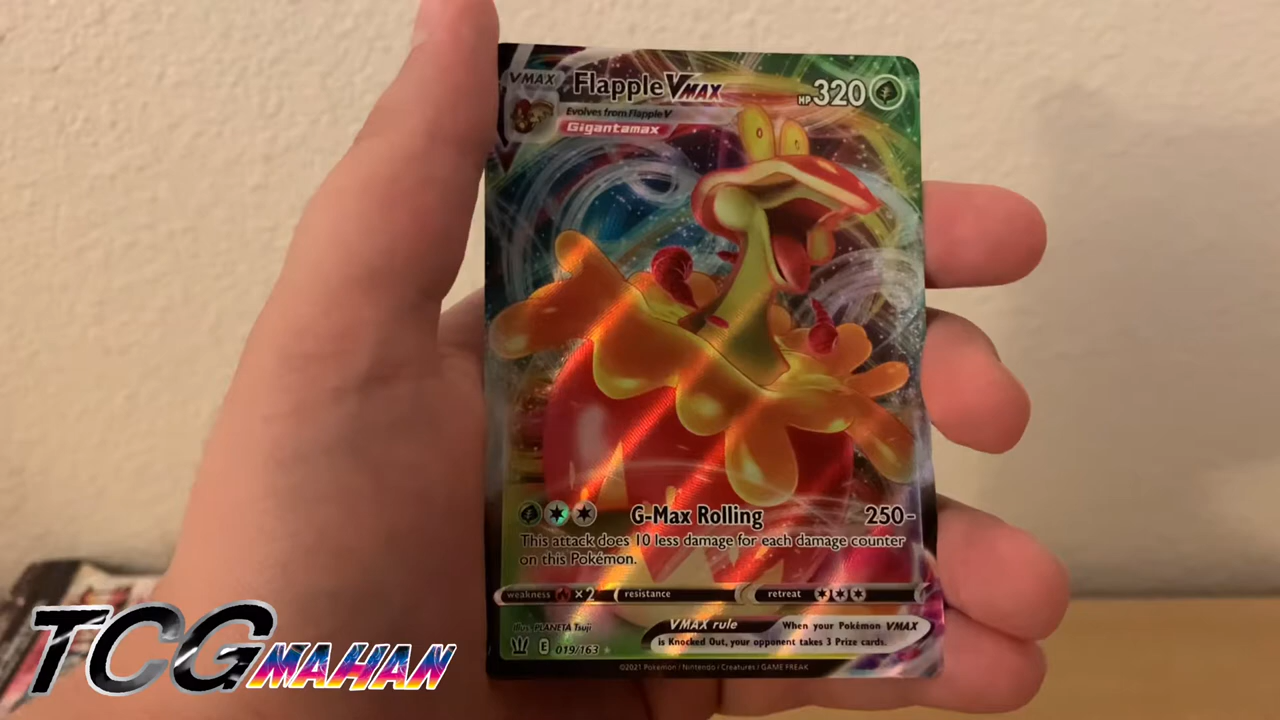 VMAX
Flapple VMAX
HP 320
Evolves from Flapple V
Gigantamax
G-Max Rolling 250-
This attack does 10 less damage for each damage counter
on this Pokémon.
weakness ×2 resistance retreat
Illus. PLANETA Tsuji
VMAX rule When your Pokémon VMAX
is Knocked Out, your opponent takes 3 Prize cards.
E 019/163
©2021 Pokémon / Nintendo / Creatures / GAME FREAK
TCG MAHAN